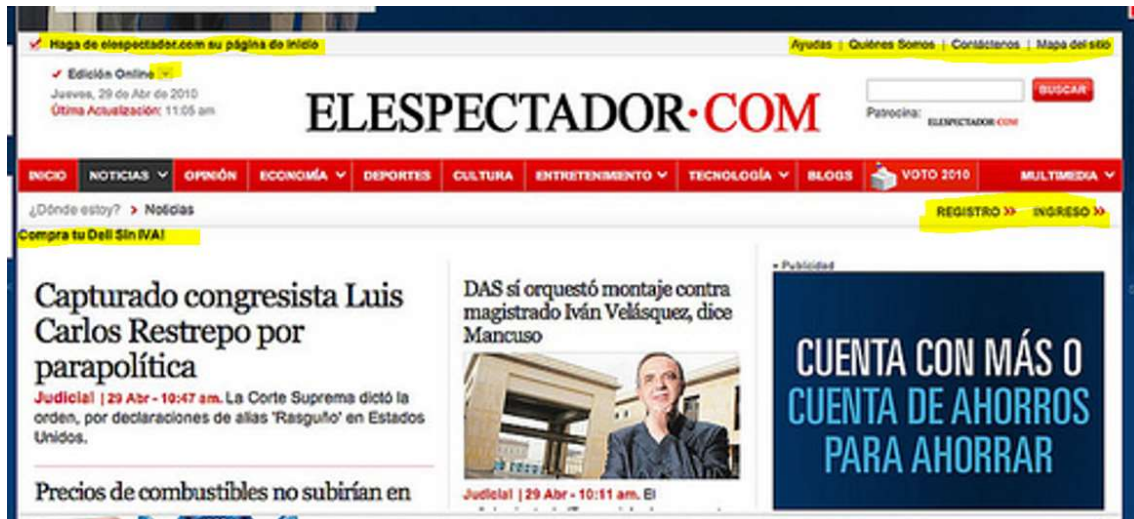 Haga de elespectador.com su página de inicio
Ayudas | Quiénes Somos | Contáctenos | Mapa del sitio
Edición Online
Jueves, 29 de Abr de 2010
Última Actualización: 11:05 am
ELESPECTADOR·COM
BUSCAR
Patrocina: ELESPECTADOR·COM
INICIO NOTICIAS OPINIÓN ECONOMÍA DEPORTES CULTURA ENTRETENIMIENTO TECNOLOGÍA BLOGS VOTO 2010 MULTIMEDIA
¿Dónde estoy? > Noticias
REGISTRO » INGRESO »
Compra tu Dell Sin IVA!
Capturado congresista Luis
Carlos Restrepo por
parapolítica
Judicial | 29 Abr - 10:47 am. La Corte Suprema dictó la
orden, por declaraciones de alias 'Rasguño' en Estados
Unidos.
Precios de combustibles no subirían en
DAS sí orquestó montaje contra
magistrado Iván Velásquez, dice
Mancuso
Judicial | 29 Abr - 10:11 am. El
Publicidad
CUENTA CON MÁS O
CUENTA DE AHORROS
PARA AHORRAR